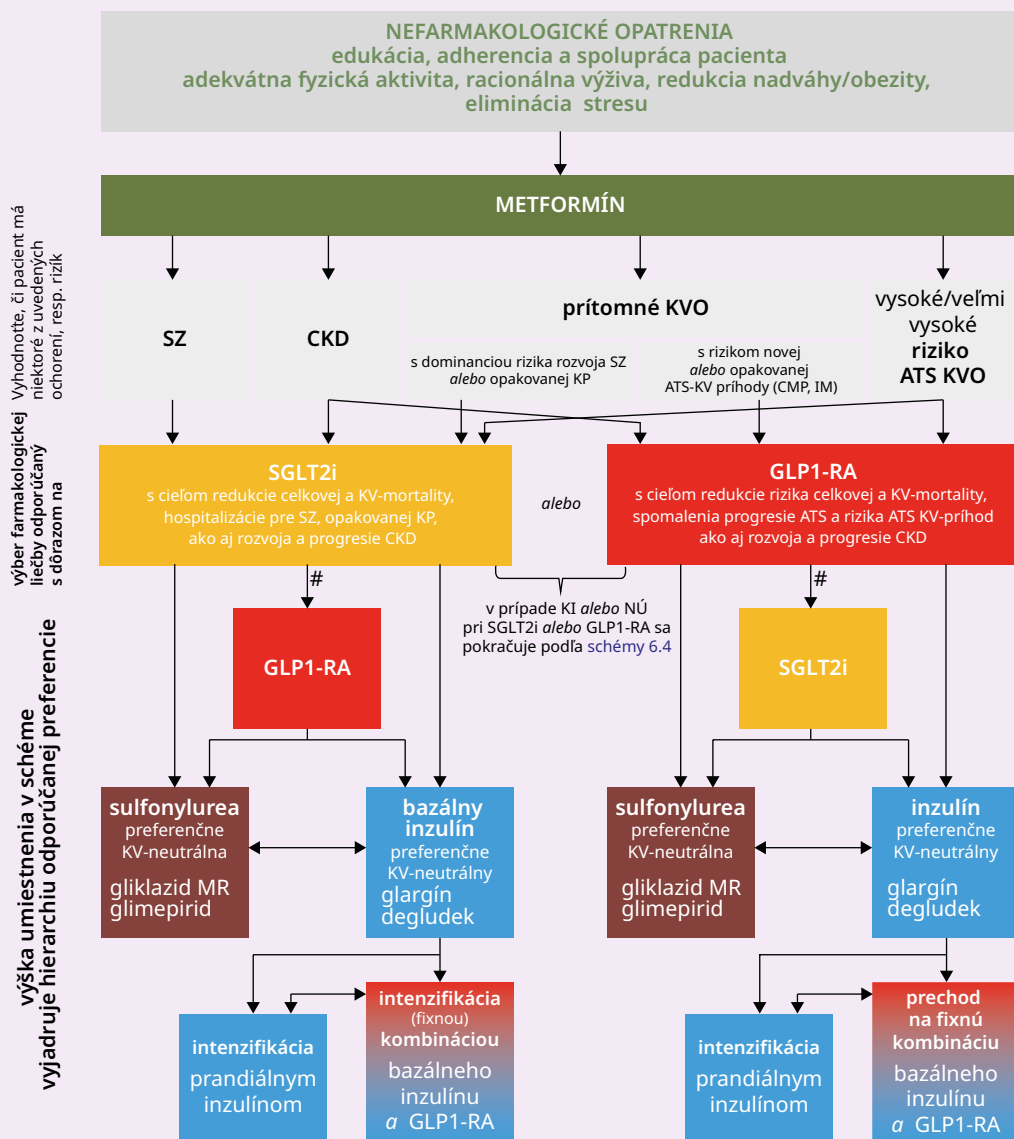 NEFARMAKOLOGICKÉ OPATRENIA
edukácia, adherencia a spolupráca pacienta
adekvátna fyzická aktivita, racionálna výživa, redukcia nadváhy/obezity,
eliminácia stresu
METFORMÍN
Vyhodnoťte, či pacient má
niektoré z uvedených
ochorení, resp. rizík
SZ
CKD
prítomné KVO
s dominanciou rizika rozvoja SZ
alebo opakovanej KP
s rizikom novej
alebo opakovanej
ATS-KV príhody (CMP, IM)
vysoké/veľmi
vysoké
riziko
ATS KVO
výber farmakologickej
liečby odporúčaný
s dôrazom na
SGLT2i
s cieľom redukcie celkovej a KV-mortality,
hospitalizácie pre SZ, opakovanej KP,
ako aj rozvoja a progresie CKD
alebo
GLP1-RA
s cieľom redukcie rizika celkovej a KV-mortality,
spomalenia progresie ATS a rizika ATS KV-príhod
ako aj rozvoja a progresie CKD
#
#
v prípade KI alebo NÚ
pri SGLT2i alebo GLP1-RA sa
pokračuje podľa schémy 6.4
výška umiestnenia v schéme
vyjadruje hierarchiu odporúčanej preferencie
GLP1-RA
SGLT2i
sulfonylurea
preferenčne
KV-neutrálna
gliklazid MR
glimepirid
bazálny
inzulín
preferenčne
KV-neutrálny
glargín
degludek
sulfonylurea
preferenčne
KV-neutrálna
gliklazid MR
glimepirid
inzulín
preferenčne
KV-neutrálny
glargín
degludek
intenzifikácia
prandiálnym
inzulínom
intenzifikácia
(fixnou)
kombináciou
bazálneho
inzulínu
a GLP1-RA
intenzifikácia
prandiálnym
inzulínom
prechod
na fixnú
kombináciu
bazálneho
inzulínu
a GLP1-RA